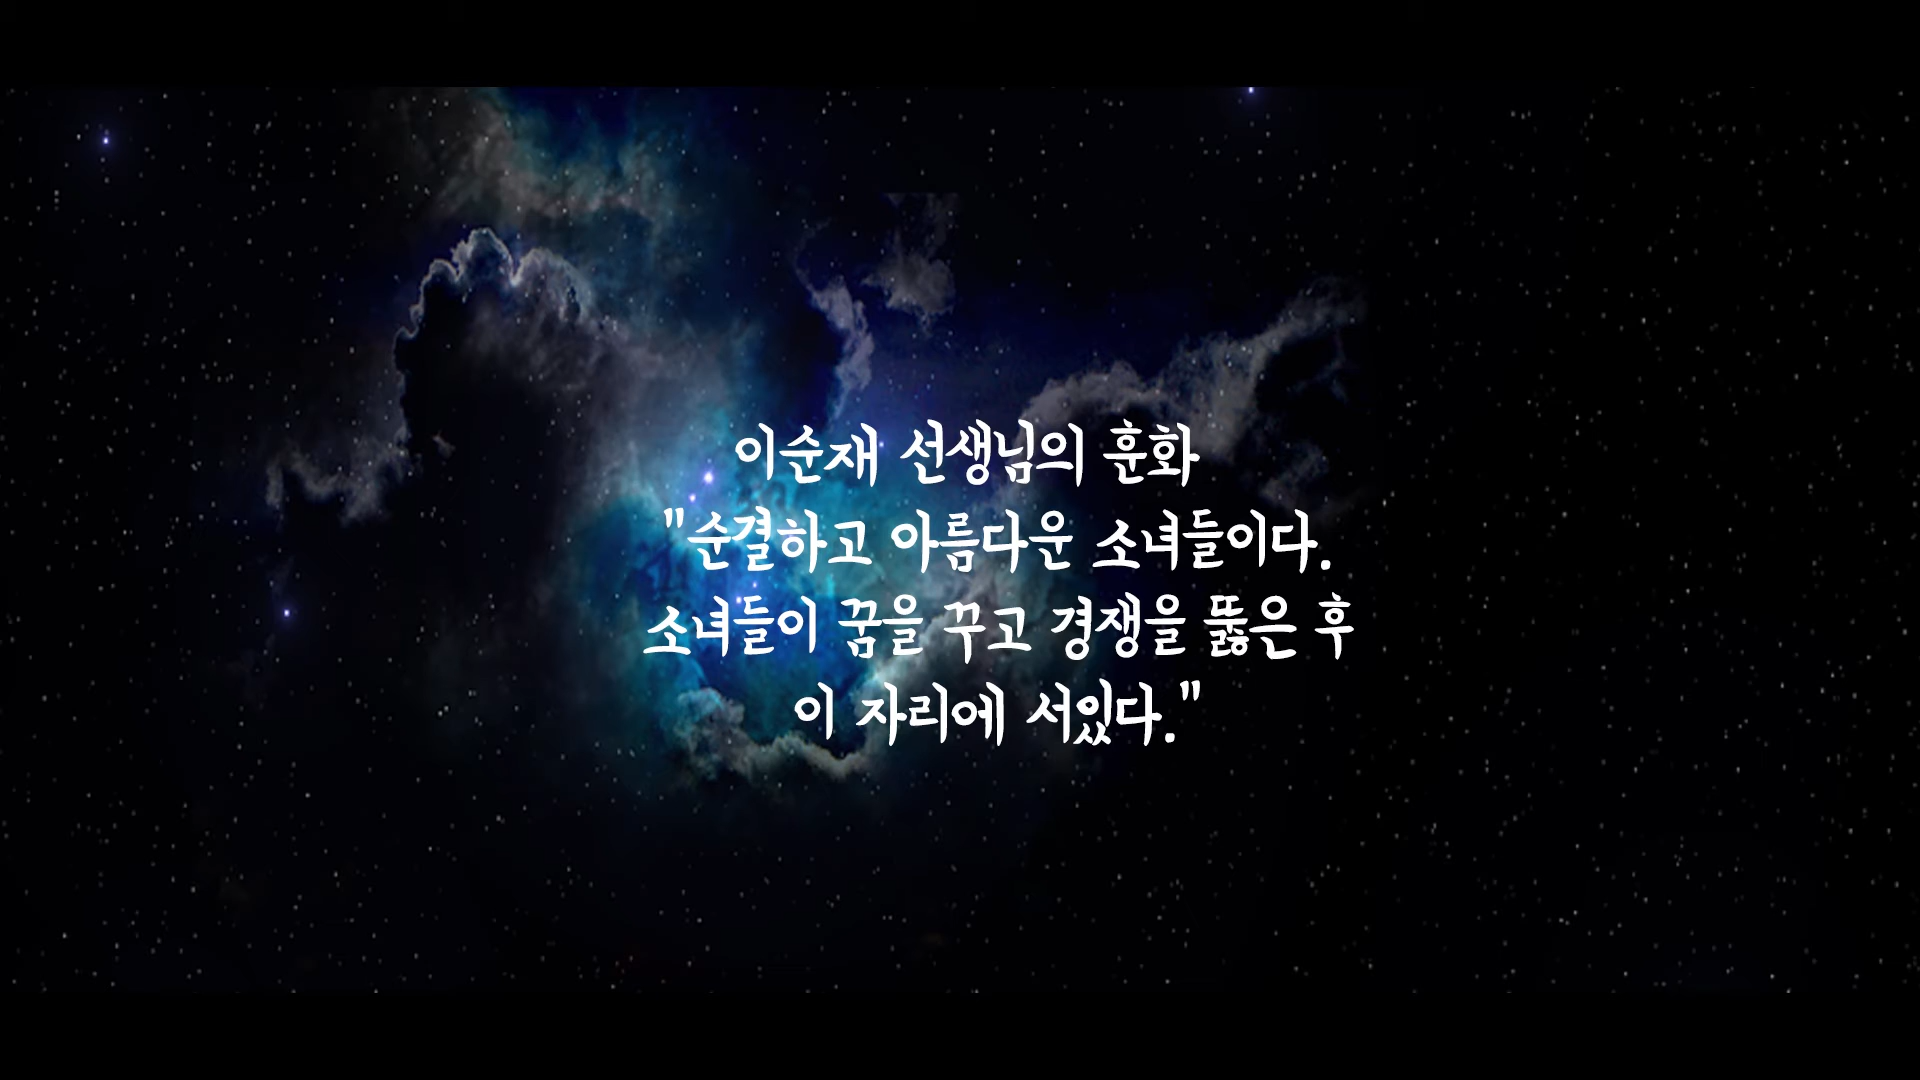 이순재 선생님의 훈화
"순결하고 아름다운 소녀들이다.
소녀들이 꿈을 꾸고 경쟁을 뚫은 후
이 자리에 서있다."